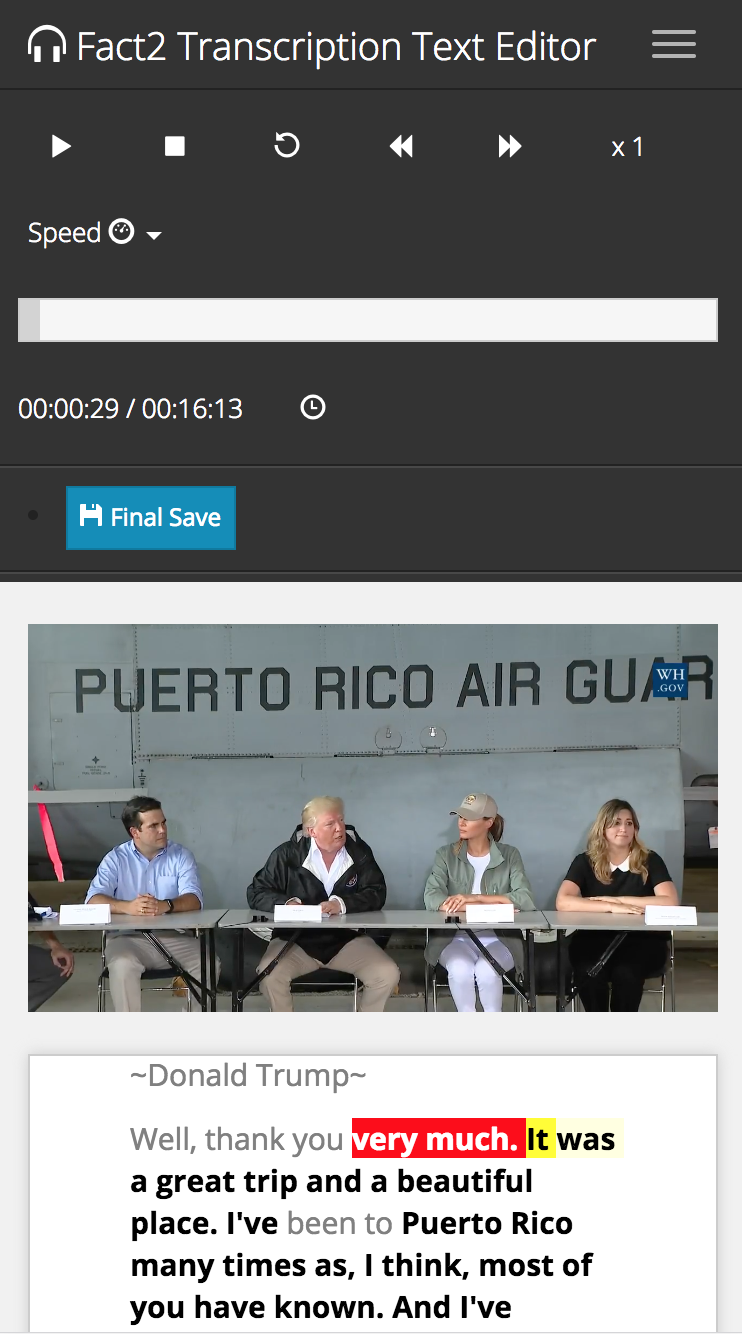 Fact2 Transcription Text Editor
x 1
Speed
00:00:29 / 00:16:13
Final Save
PUERTO RICO AIR GUAR
WH
.GOV
~Donald Trump~
Well, thank you very much. It was
a great trip and a beautiful
place. I've been to Puerto Rico
many times as, I think, most of
you have known. And I've